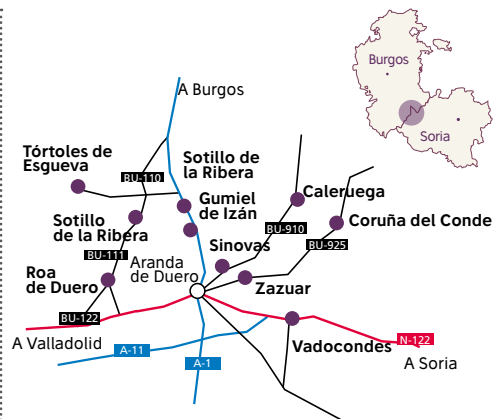 Burgos
Soria
A Burgos
Tórtoles de
Esgueva
BU-110
Sotillo de
la Ribera
Gumiel
de Izán
Caleruega
Sotillo
de la Ribera
BU-910
Coruña del Conde
BU-111
Sinovas
BU-925
Roa
de Duero
Aranda
de Duero
Zazuar
BU-122
A Valladolid
A-11
A-1
Vadocondes
N-122
A Soria